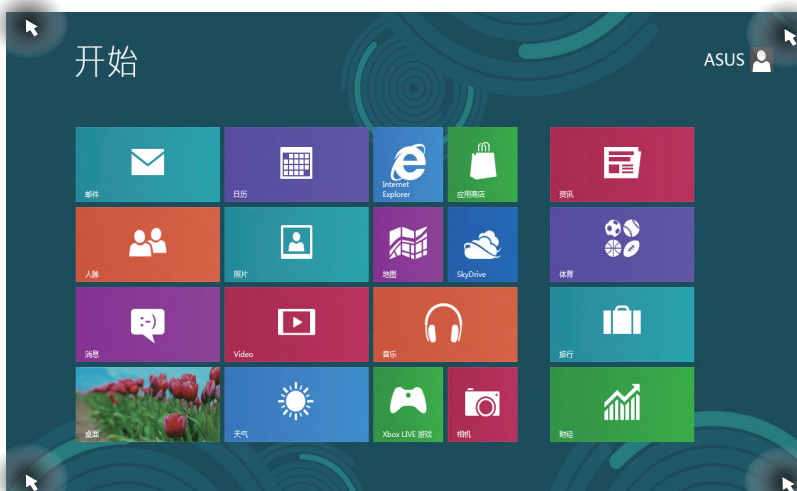 开始
ASUS
邮件
日历
Internet
Explorer
应用商店
资讯
人脉
照片
地图
SkyDrive
体育
:-)
消息
Video
音乐
旅行
桌面
天气
Xbox LIVE 游戏
相机
财经